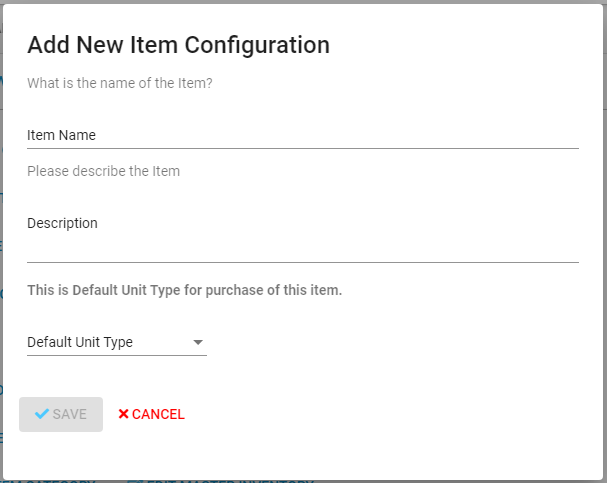 Add New Item Configuration
What is the name of the Item?
Item Name
Please describe the Item
Description
This is Default Unit Type for purchase of this item.
Default Unit Type
SAVE CANCEL